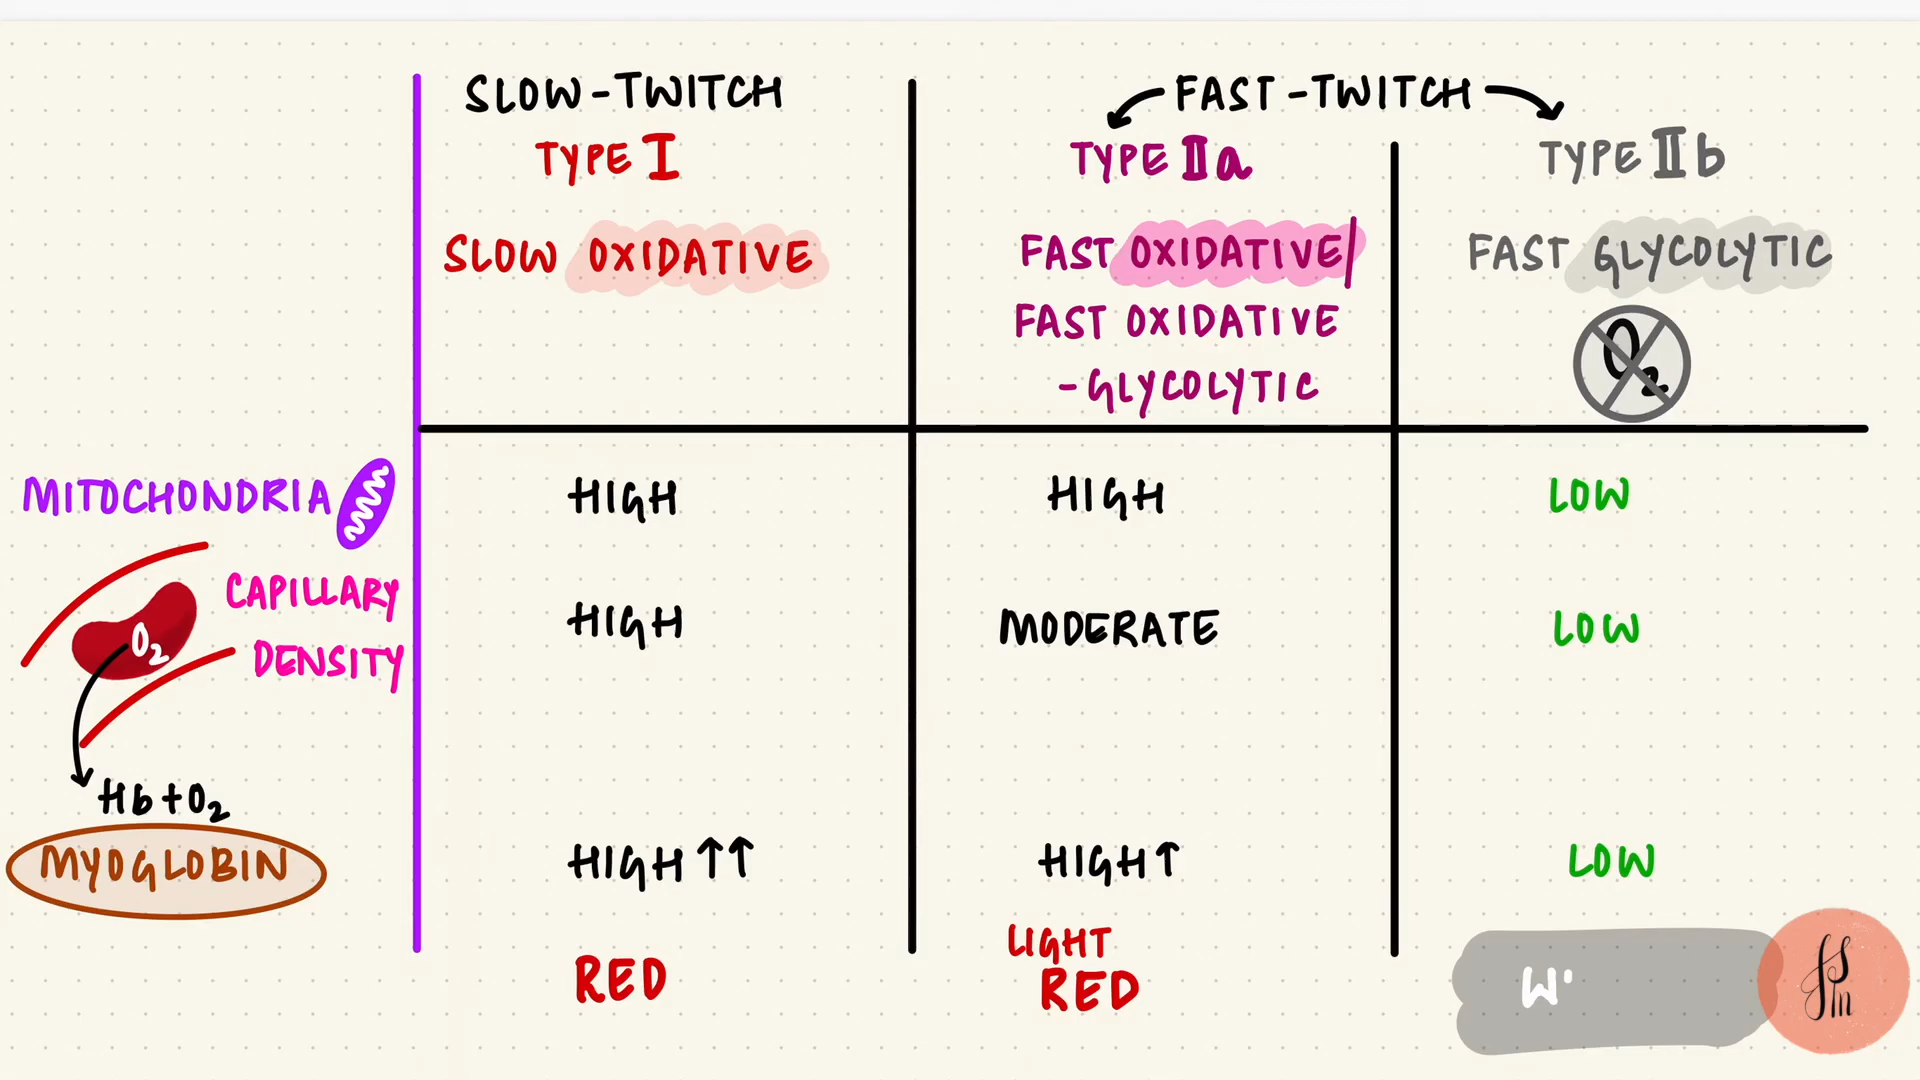 SLOW-TWITCH
TYPE I
SLOW OXIDATIVE
FAST-TWITCH
TYPE IIa
FAST OXIDATIVE/
FAST OXIDATIVE
-GLYCOLYTIC
TYPE IIb
FAST GLYCOLYTIC
O2
MITOCHONDRIA HIGH HIGH LOW
O2
CAPILLARY
DENSITY
HIGH MODERATE LOW
Hb+O2
MYOGLOBIN HIGH↑↑ HIGH↑ LOW
RED
LIGHT
RED